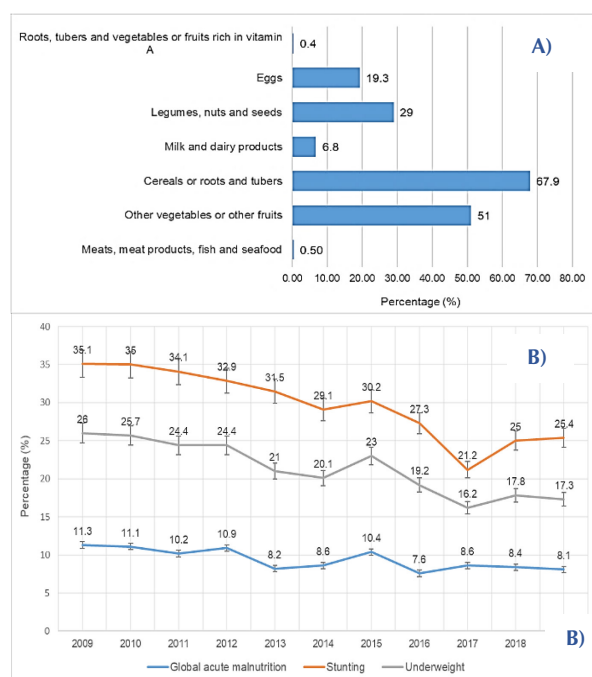 A)
Roots, tubers and vegetables or fruits rich in vitamin
A
0.4
Eggs
19.3
Legumes, nuts and seeds
29
Milk and dairy products
6.8
Cereals or roots and tubers
67.9
Other vegetables or other fruits
51
Meats, meat products, fish and seafood
0.50
0.00 10.00 20.00 30.00 40.00 50.00 60.00 70.00 80.00
Percentage (%)
B)
Percentage (%)
40
35
30
25
20
15
10
5
0
35.1 35 34.1 32.9 31.5 29.1 30.2 27.3 21.2 25 25.4
26 25.7 24.4 24.4 21 20.1 23 19.2 16.2 17.8 17.3
11.3 11.1 10.2 10.9 8.2 8.6 10.4 7.6 8.6 8.4 8.1
2009 2010 2011 2012 2013 2014 2015 2016 2017 2018
B)
Global acute malnutrition Stunting Underweight